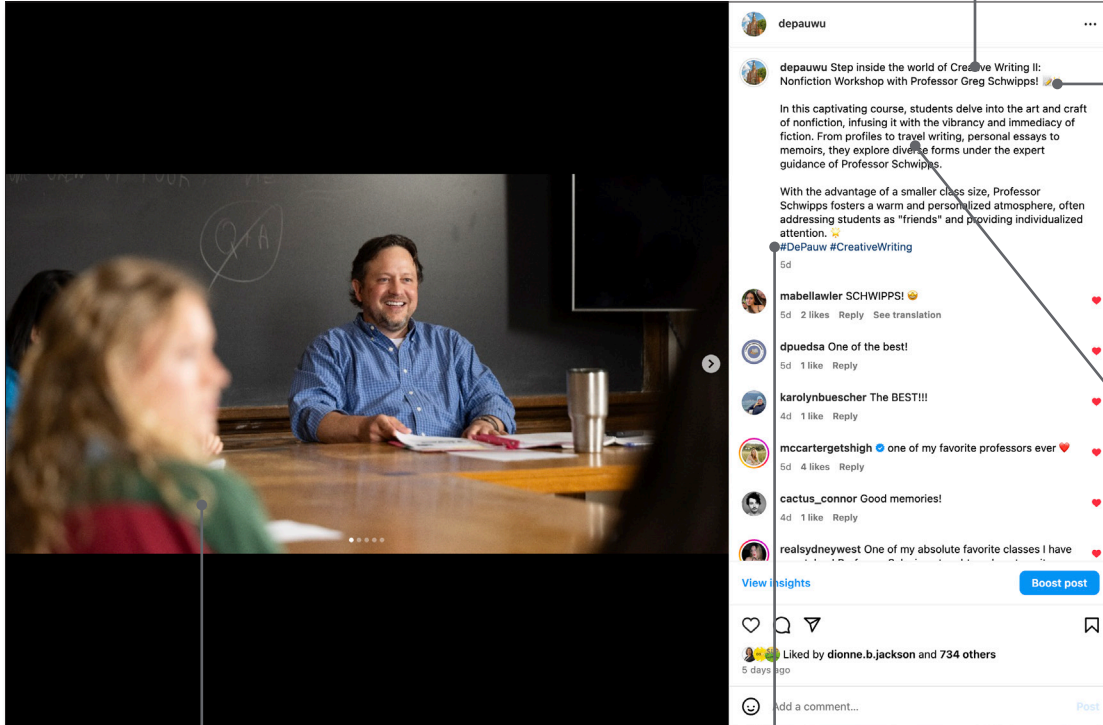 depauwu
depauwu Step inside the world of Creative Writing II:
Nonfiction Workshop with Professor Greg Schwipps! 📝
In this captivating course, students delve into the art and craft
of nonfiction, infusing it with the vibrancy and immediacy of
fiction. From profiles to travel writing, personal essays to
memoirs, they explore diverse forms under the expert
guidance of Professor Schwipps.
With the advantage of a smaller class size, Professor
Schwipps fosters a warm and personalized atmosphere, often
addressing students as "friends" and providing individualized
attention. 💡
#DePauw #CreativeWriting
5d
mabellawler SCHWIPPS! 🤩
5d 2 likes Reply See translation
dpuedsa One of the best!
5d 1 like Reply
karolynbuescher The BEST!!!
4d 1 like Reply
mccartergetshigh one of my favorite professors ever ❤️
5d 4 likes Reply
cactus_connor Good memories!
4d 1 like Reply
realsydneywest One of my absolute favorite classes I have
View insights
Boost post
Liked by dionne.b.jackson and 734 others
5 days ago
Add a comment...
Post
Q+A